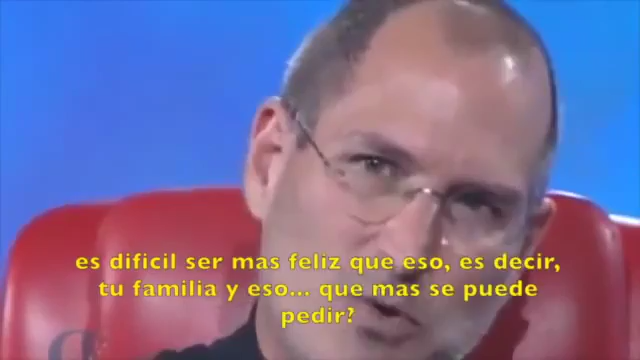 es dificil ser mas feliz que eso, es decir,
tu familia y eso... que mas se puede
pedir?